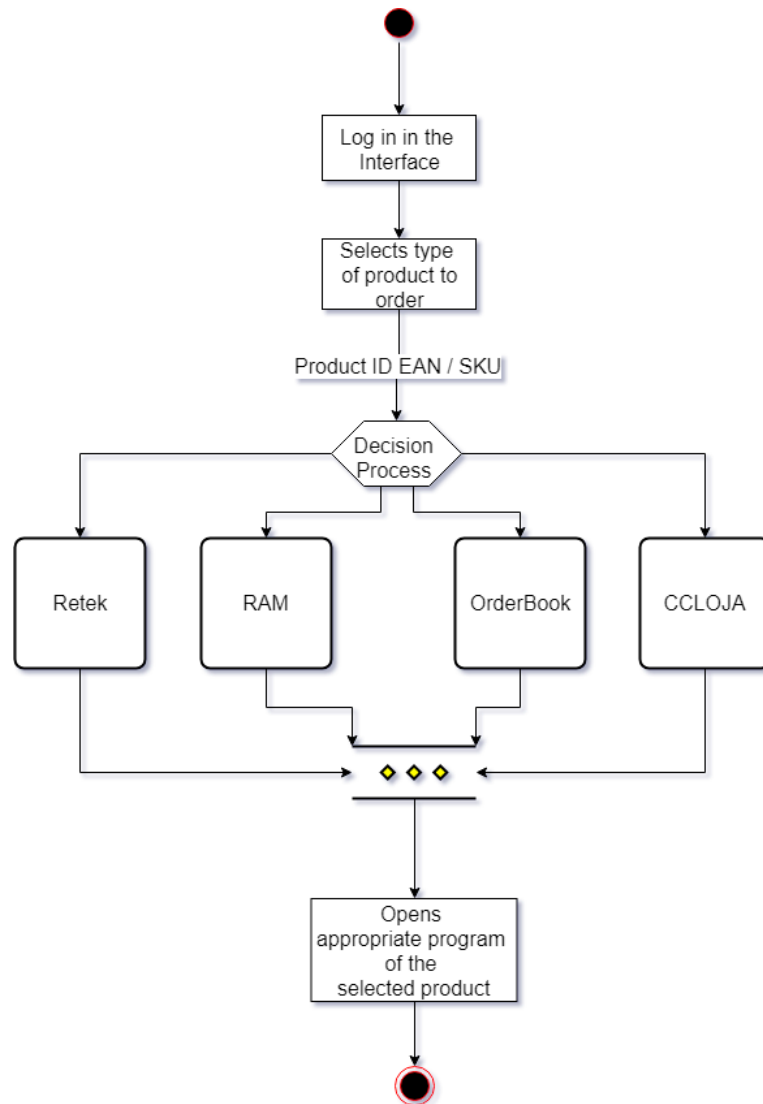 Log in in the
Interface
Selects type
of product to
order
Product ID EAN / SKU
Decision
Process
Retek
RAM
OrderBook
CCLOJA
Opens
appropriate program
of the
selected product